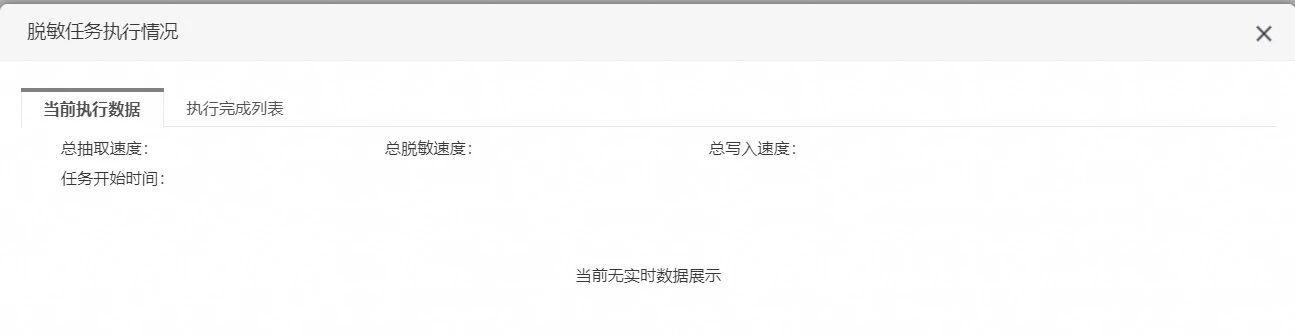 脱敏任务执行情况
当前执行数据 执行完成列表
总抽取速度： 总脱敏速度： 总写入速度：
任务开始时间：
当前无实时数据展示